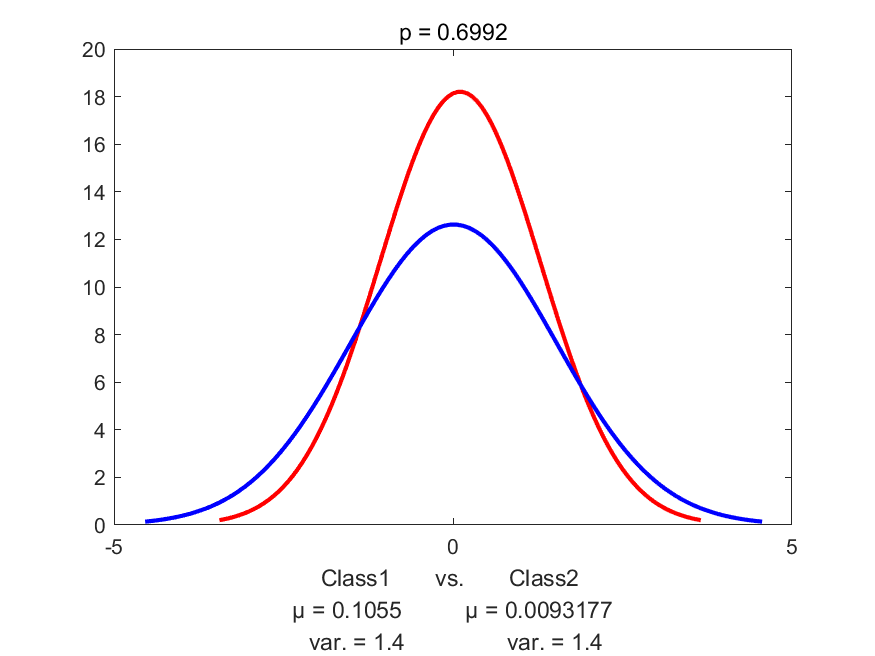 p = 0.6992
20
18
16
14
12
10
8
6
4
2
0
-5 0 5
Class1 vs. Class2
μ = 0.1055 μ = 0.0093177
var. = 1.4 var. = 1.4